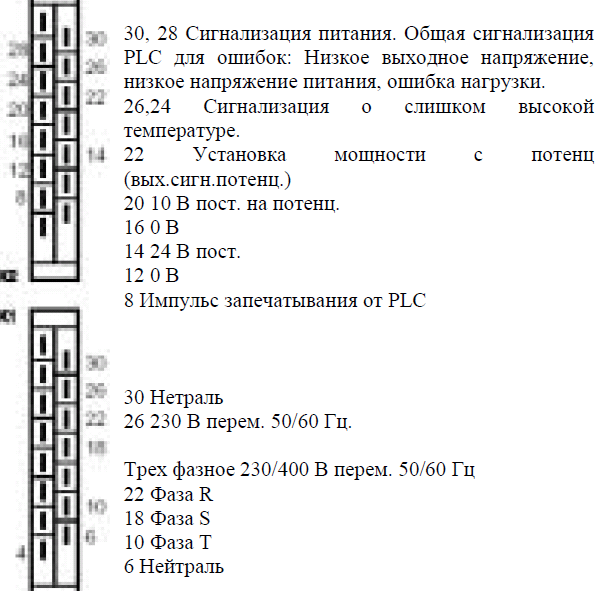 30, 28 Сигнализация питания. Общая сигнализация
PLC для ошибок: Низкое выходное напряжение,
низкое напряжение питания, ошибка нагрузки.
26,24 Сигнализация о слишком высокой
температуре.
22 Установка мощности с потенц
(вых.сигн.потенц.)
20 10 В пост. на потенц.
16 0 В
14 24 В пост.
12 0 В
8 Импульс запечатывания от PLC
30 Нетраль
26 230 В перем. 50/60 Гц.
Трех фазное 230/400 В перем. 50/60 Гц
22 Фаза R
18 Фаза S
10 Фаза T
6 Нейтраль
28
24
20
16
12
8
30
26
22
14
30
26
22
18
10
6
4